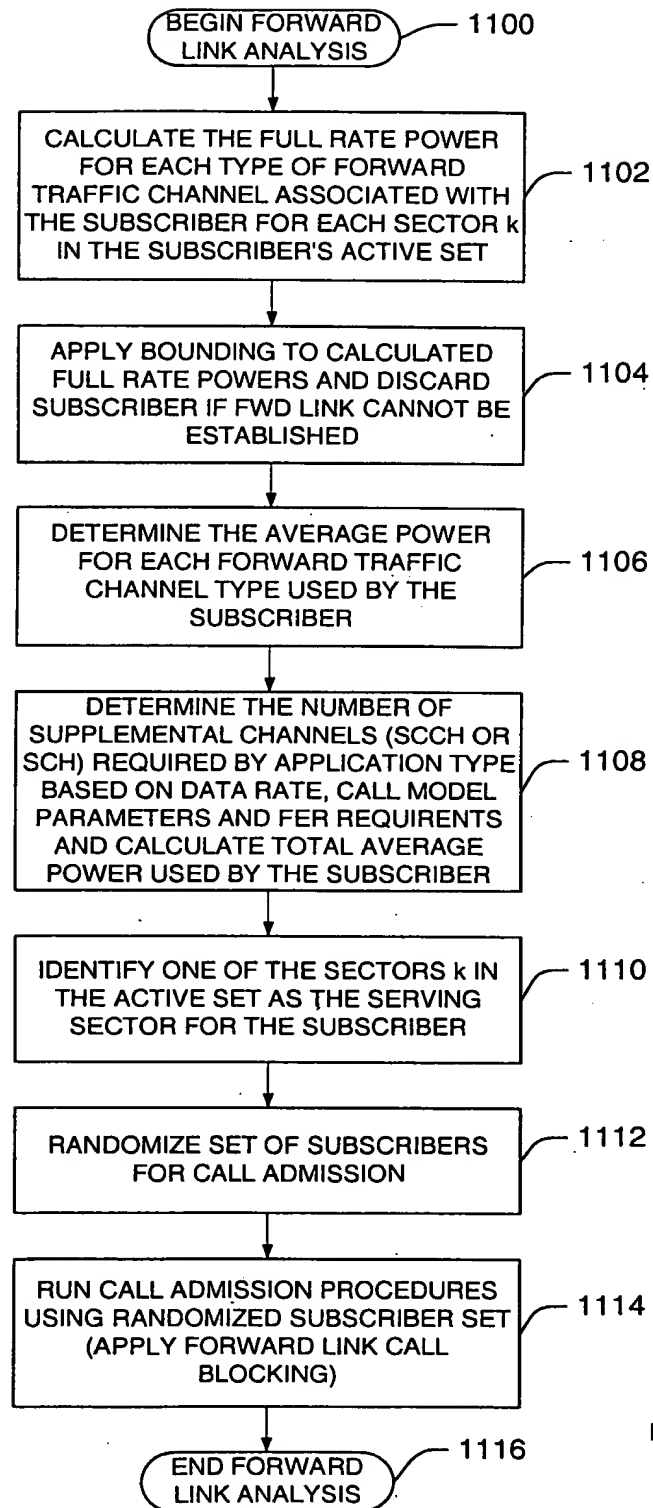 BEGIN FORWARD
LINK ANALYSIS
1100
CALCULATE THE FULL RATE POWER
FOR EACH TYPE OF FORWARD
TRAFFIC CHANNEL ASSOCIATED WITH
THE SUBSCRIBER FOR EACH SECTOR k
IN THE SUBSCRIBER'S ACTIVE SET
1102
APPLY BOUNDING TO CALCULATED
FULL RATE POWERS AND DISCARD
SUBSCRIBER IF FWD LINK CANNOT BE
ESTABLISHED
1104
DETERMINE THE AVERAGE POWER
FOR EACH FORWARD TRAFFIC
CHANNEL TYPE USED BY THE
SUBSCRIBER
1106
DETERMINE THE NUMBER OF
SUPPLEMENTAL CHANNELS (SCCH OR
SCH) REQUIRED BY APPLICATION TYPE
BASED ON DATA RATE, CALL MODEL
PARAMETERS AND FER REQUIRENTS
AND CALCULATE TOTAL AVERAGE
POWER USED BY THE SUBSCRIBER
1108
IDENTIFY ONE OF THE SECTORS k IN
THE ACTIVE SET AS THE SERVING
SECTOR FOR THE SUBSCRIBER
1110
RANDOMIZE SET OF SUBSCRIBERS
FOR CALL ADMISSION
1112
RUN CALL ADMISSION PROCEDURES
USING RANDOMIZED SUBSCRIBER SET
(APPLY FORWARD LINK CALL
BLOCKING)
1114
END FORWARD
LINK ANALYSIS
1116